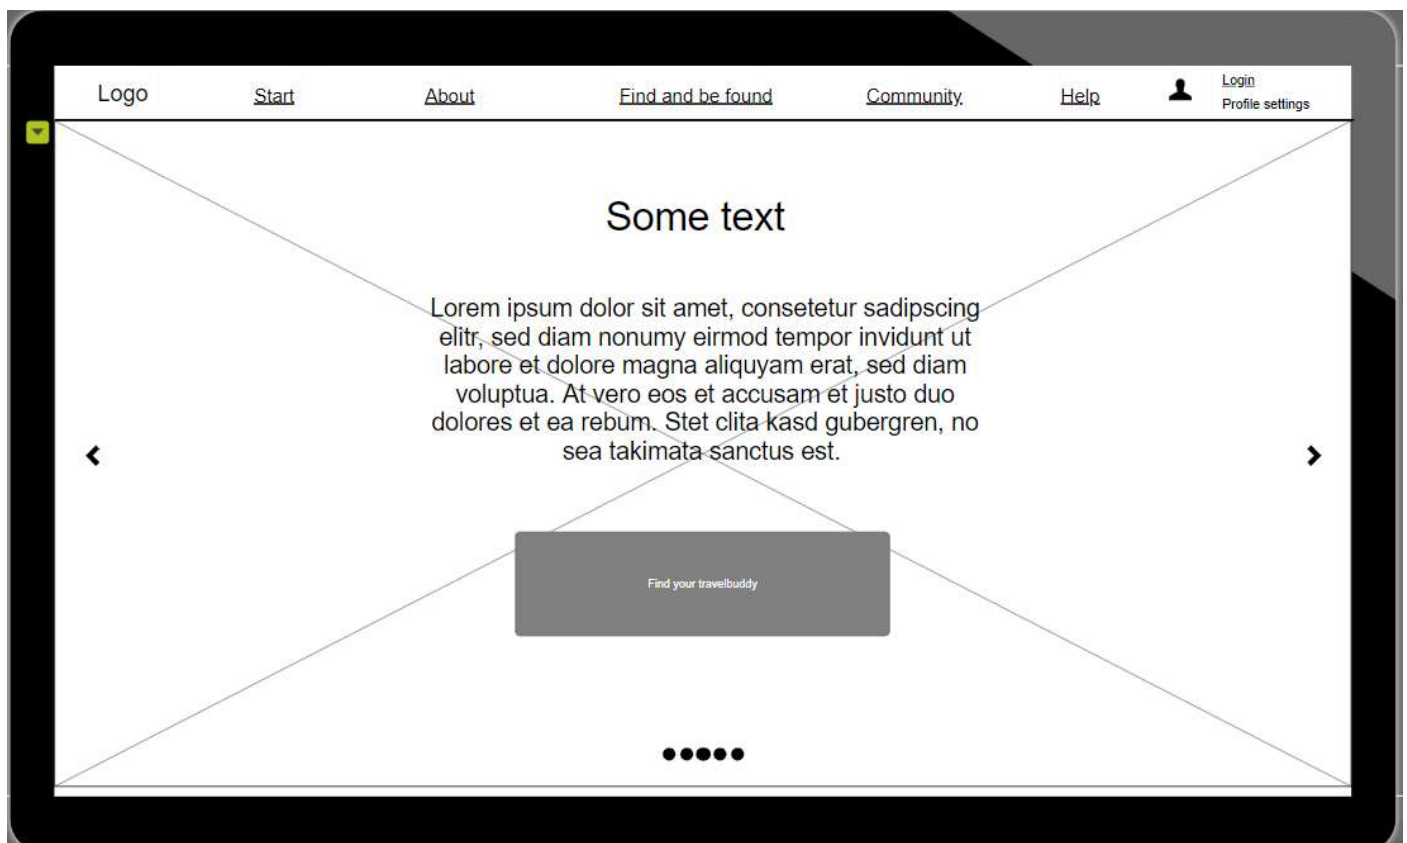 Logo
Start
About
Find and be found
Community
Help
Login
Profile settings
Some text
Lorem ipsum dolor sit amet, consetetur sadipscing
elitr, sed diam nonumy eirmod tempor invidunt ut
labore et dolore magna aliquyam erat, sed diam
voluptua. At vero eos et accusam et justo duo
dolores et ea rebum. Stet clita kasd gubergren, no
sea takimata sanctus est.
Find your travelbuddy